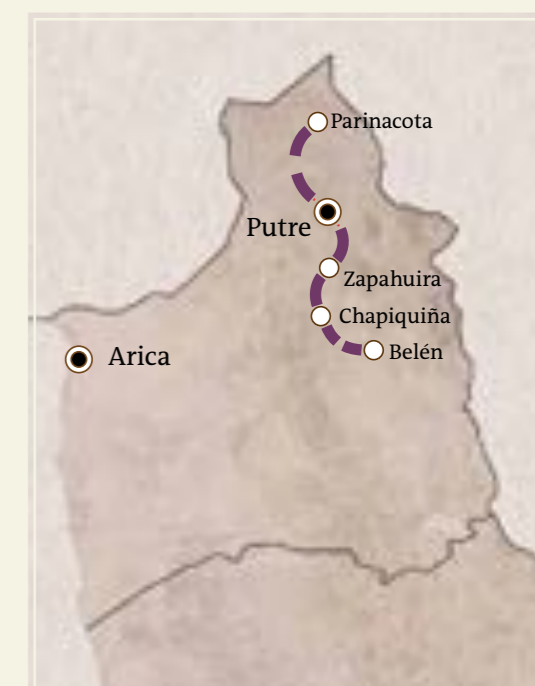 Parinacota
Putre
Zapahuira
Chapiquiña
Belén
Arica